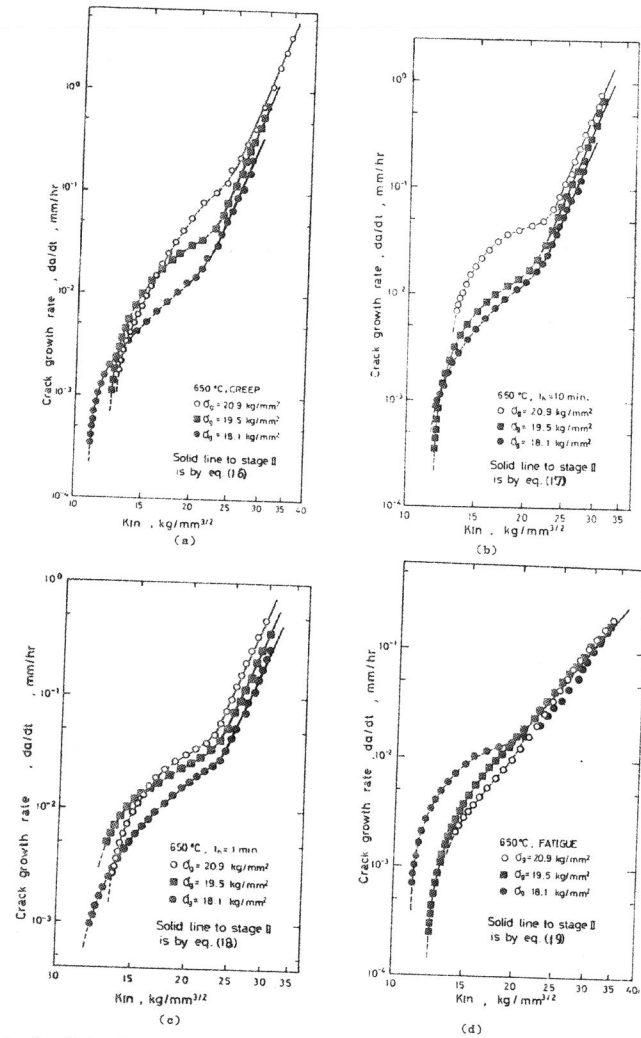 10⁰
10⁻¹
10⁻²
10⁻³
10⁻⁴
Crack growth rate , da/dt , mm/hr
650 °C, CREEP
σg = 20.9 kg/mm²
σg = 19.5 kg/mm²
σg = 18.1 kg/mm²
Solid line to stage II
is by eq. (16)
10 15 20 25 30 40
Kin , kg/mm³/²
(a)
10⁰
10⁻¹
10⁻²
10⁻³
10⁻⁴
Crack growth rate , da/dt , mm/hr
650 °C, th=10 min.
σg = 20.9 kg/mm²
σg = 19.5 kg/mm²
σg = 18.1 kg/mm²
Solid line to stage II
is by eq. (17)
10 15 20 25 30 35
Kin , kg/mm³/²
(b)
10⁰
10⁻¹
10⁻²
10⁻³
Crack growth rate , da/dt , mm/hr
650 °C, th=1 min
σg = 20.9 kg/mm²
σg = 19.5 kg/mm²
σg = 18.1 kg/mm²
Solid line to stage II
is by eq. (18)
10 15 20 25 30 35
Kin , kg/mm³/²
(c)
10⁻¹
10⁻²
10⁻³
10⁻⁴
Crack growth rate , da/dt , mm/hr
650°C, FATIGUE
σg = 20.9 kg/mm²
σg = 19.5 kg/mm²
σg 18.1 kg/mm²
Solid line to stage II
is by eq. (19)
10 15 20 25 30 35 40
Kin , kg/mm³/²
(d)